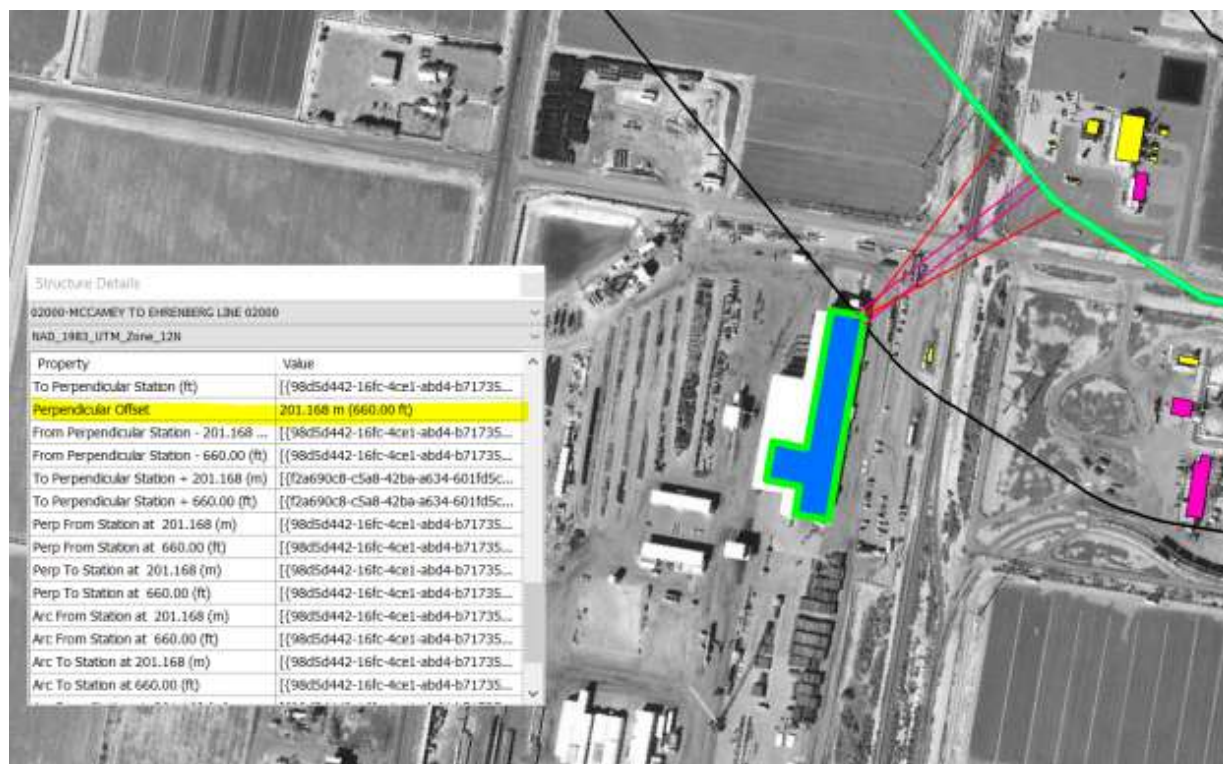 Structure Details
02000-MCCAMEY TO EHRENBERG LINE 02000
NAD_1983_UTM_Zone_12N
Property Value
To Perpendicular Station (ft) [{98d5d442-16fc-4ce1-abd4-b71735...
Perpendicular Offset 201.168 m (660.00 ft)
From Perpendicular Station - 201.168 ... [{98d5d442-16fc-4ce1-abd4-b71735...
From Perpendicular Station - 660.00 (ft) [{98d5d442-16fc-4ce1-abd4-b71735...
To Perpendicular Station + 201.168 (m) [{f2a690c8-c5a8-42ba-a634-601fd5c...
To Perpendicular Station + 660.00 (ft) [{f2a690c8-c5a8-42ba-a634-601fd5c...
Perp From Station at 201.168 (m) [{98d5d442-16fc-4ce1-abd4-b71735...
Perp From Station at 660.00 (ft) [{98d5d442-16fc-4ce1-abd4-b71735...
Perp To Station at 201.168 (m) [{98d5d442-16fc-4ce1-abd4-b71735...
Perp To Station at 660.00 (ft) [{98d5d442-16fc-4ce1-abd4-b71735...
Arc From Station at 201.168 (m) [{98d5d442-16fc-4ce1-abd4-b71735...
Arc From Station at 660.00 (ft) [{98d5d442-16fc-4ce1-abd4-b71735...
Arc To Station at 201.168 (m) [{98d5d442-16fc-4ce1-abd4-b71735...
Arc To Station at 660.00 (ft) [{98d5d442-16fc-4ce1-abd4-b71735...